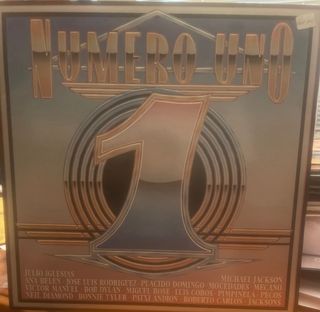 NUMERO UNO
1
JULIO IGLESIAS
MICHAEL JACKSON
ANA BELEN · JOSE LUIS RODRIGUEZ · PLACIDO DOMINGO · MOCEDADES · MECANO
VICTOR MANUEL · BOB DYLAN · MIGUEL BOSE · LUIS COBOS · PIMPINELA · PECOS
NEIL DIAMOND · BONNIE TYLER · PATXI ANDION · ROBERTO CARLOS · JACKSONS